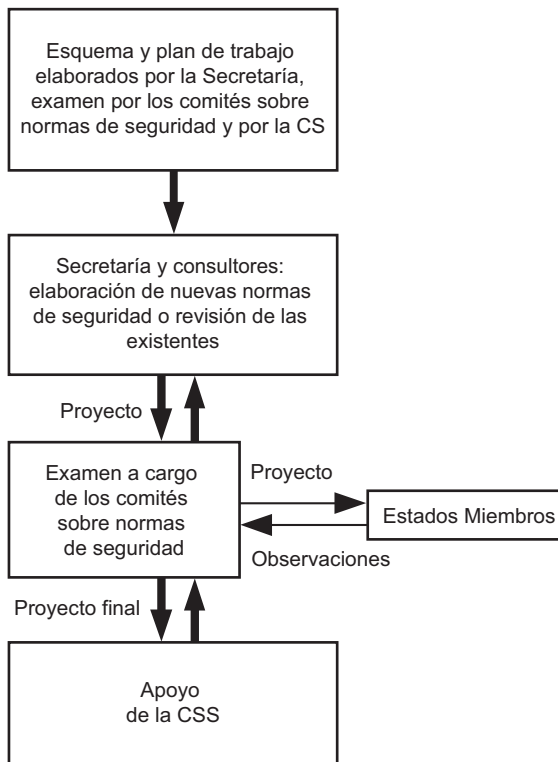 Esquema y plan de trabajo
elaborados por la Secretaría,
examen por los comités sobre
normas de seguridad y por la CS
Secretaría y consultores:
elaboración de nuevas normas
de seguridad o revisión de las
existentes
Proyecto
Examen a cargo
de los comités
sobre normas
de seguridad
Proyecto
Estados Miembros
Observaciones
Proyecto final
Apoyo
de la CSS